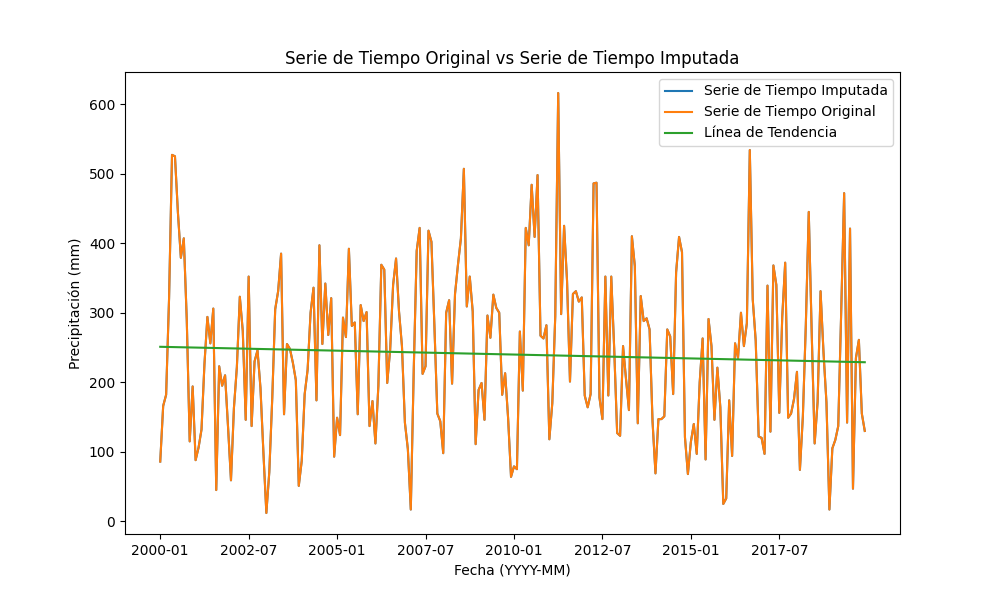 Serie de Tiempo Original vs Serie de Tiempo Imputada
Serie de Tiempo Imputada
Serie de Tiempo Original
Línea de Tendencia
Precipitación (mm)
600
500
400
300
200
100
0
2000-01 2002-07 2005-01 2007-07 2010-01 2012-07 2015-01 2017-07
Fecha (YYYY-MM)